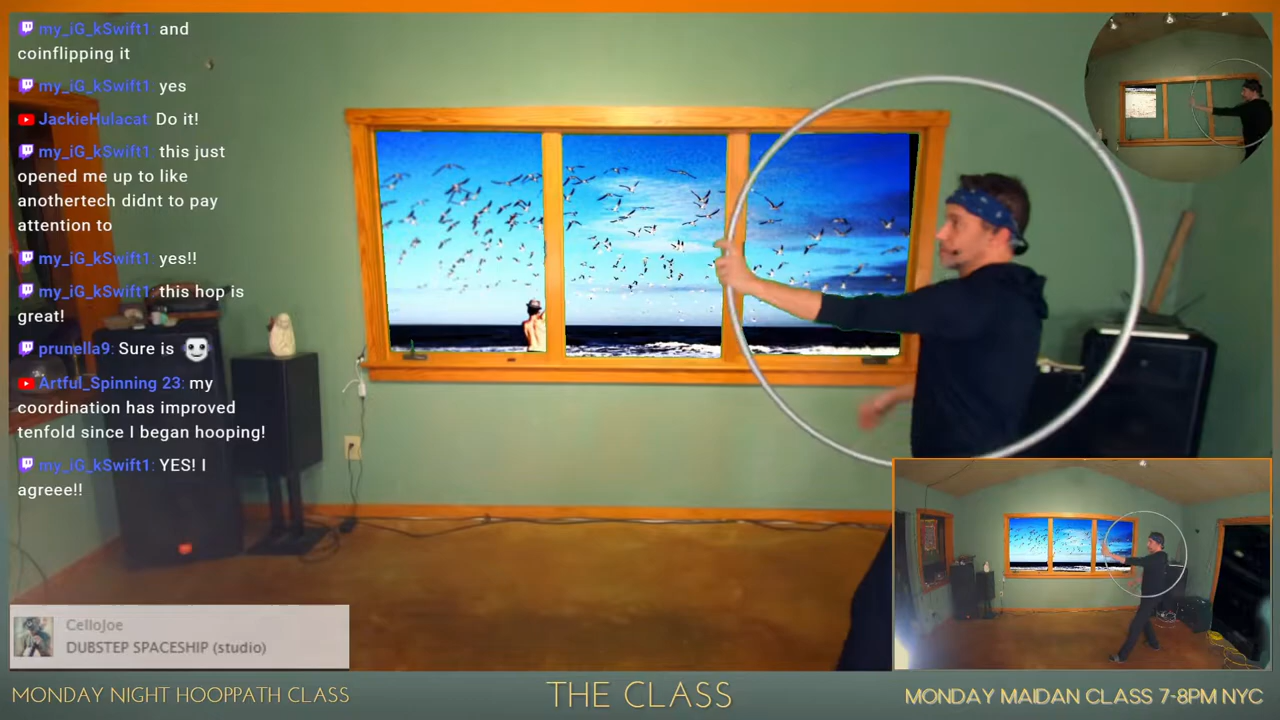 my_iG_kSwift1 and
coinflipping it
my_iG_kSwift1 yes
JackieHulacat Do it!
my_iG_kSwift1 this just
opened me up to like
anothertech didnt to pay
attention to
my_iG_kSwift1 yes!!
my_iG_kSwift1 this hop is
great!
prunella9: Sure is
Artful_Spinning 23: my
coordination has improved
tenfold since I began hooping!
my_iG_kSwift1: YES! I
agreee!!
CelloJoe
DUBSTEP SPACESHIP (studio)
MONDAY NIGHT HOOPPATH CLASS
THE CLASS
MONDAY MAIDAN CLASS 7-8PM NYC